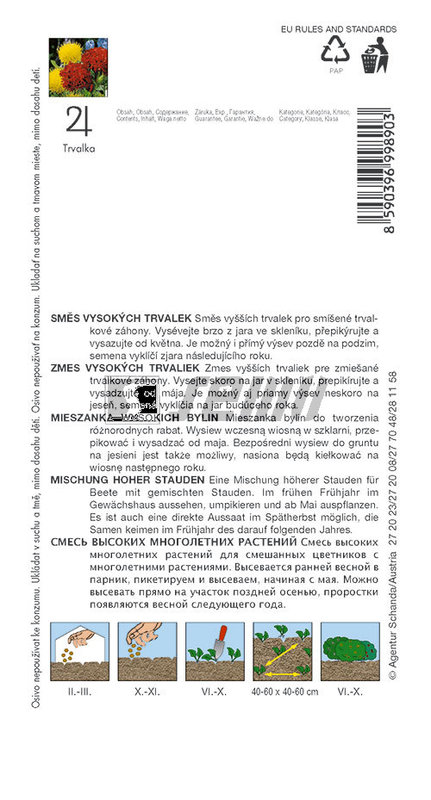 EU RULES AND STANDARDS
PAP
Trvalka
Obsah, Obsah, Содержание,
Contents, Inhalt, Waga netto
Záruka, Exp., Гарантия,
Guarantee, Garantie, Ważne do
Kategorie, Kategória, Класс,
Category, Klasse, Klasa
8 590396 998903
SMĚS VYSOKÝCH TRVALEK Směs vyšších trvalek pro smíšené trval-
kové záhony. Vysévejte brzo z jara ve skleníku, přepikýrujte a
vysazujte od května. Je možný i přímý výsev pozdě na podzim,
semena vyklíčí zjara následujícího roku.
ZMES VYSOKÝCH TRVALIEK Zmes vyšších trvaliek pre zmiešané
trvalkové záhony. Vysejte skoro na jar v skleníku, prepikírujte a
vysadzujte od mája. Je možný aj priamy výsev neskoro na
jeseň, semená vyklíčia na jar budúceho roka.
MIESZANKA WYSOKICH BYLIN Mieszanka bylin do tworzenia
różnorodnych rabat. Wysiew wczesną wiosną w szklarni, prze-
pikować i wysadzać od maja. Bezpośredni wysiew do gruntu
na jesieni jest także możliwy, nasiona będą kiełkować na
wiosnę następnego roku.
MISCHUNG HOHER STAUDEN Eine Mischung höherer Stauden für
Beete mit gemischten Stauden. Im frühen Frühjahr im
Gewächshaus aussehen, umpikieren und ab Mai auspflanzen.
Es ist auch eine direkte Aussaat im Spätherbst möglich, die
Samen keimen im Frühjahr des darauf folgenden Jahres.
СМЕСЬ ВЫСОКИХ МНОГОЛЕТНИХ РАСТЕНИЙ Смесь высоких
многолетних растений для смешанных цветников с
многолетними растениями. Высевается ранней весной в
парник, пикетируем и высеваем, начиная с мая. Можно
высевать прямо на участок поздней осенью, проростки
появляются весной следующего года.
II.-III.
X.-XI.
VI.-X.
40-60 x 40-60 cm
VI.-X.
Osivo nepoužívat ke konzumu. Ukládat v suchu a tmě, mimo dosahu dětí. Osivo nepoužívať na konzum. Ukladať na suchom a tmavom mieste, mimo dosahu detí.
© Agentur Schanda/Austria 27 20 23/27 20 08/27 70 48/28 11 58